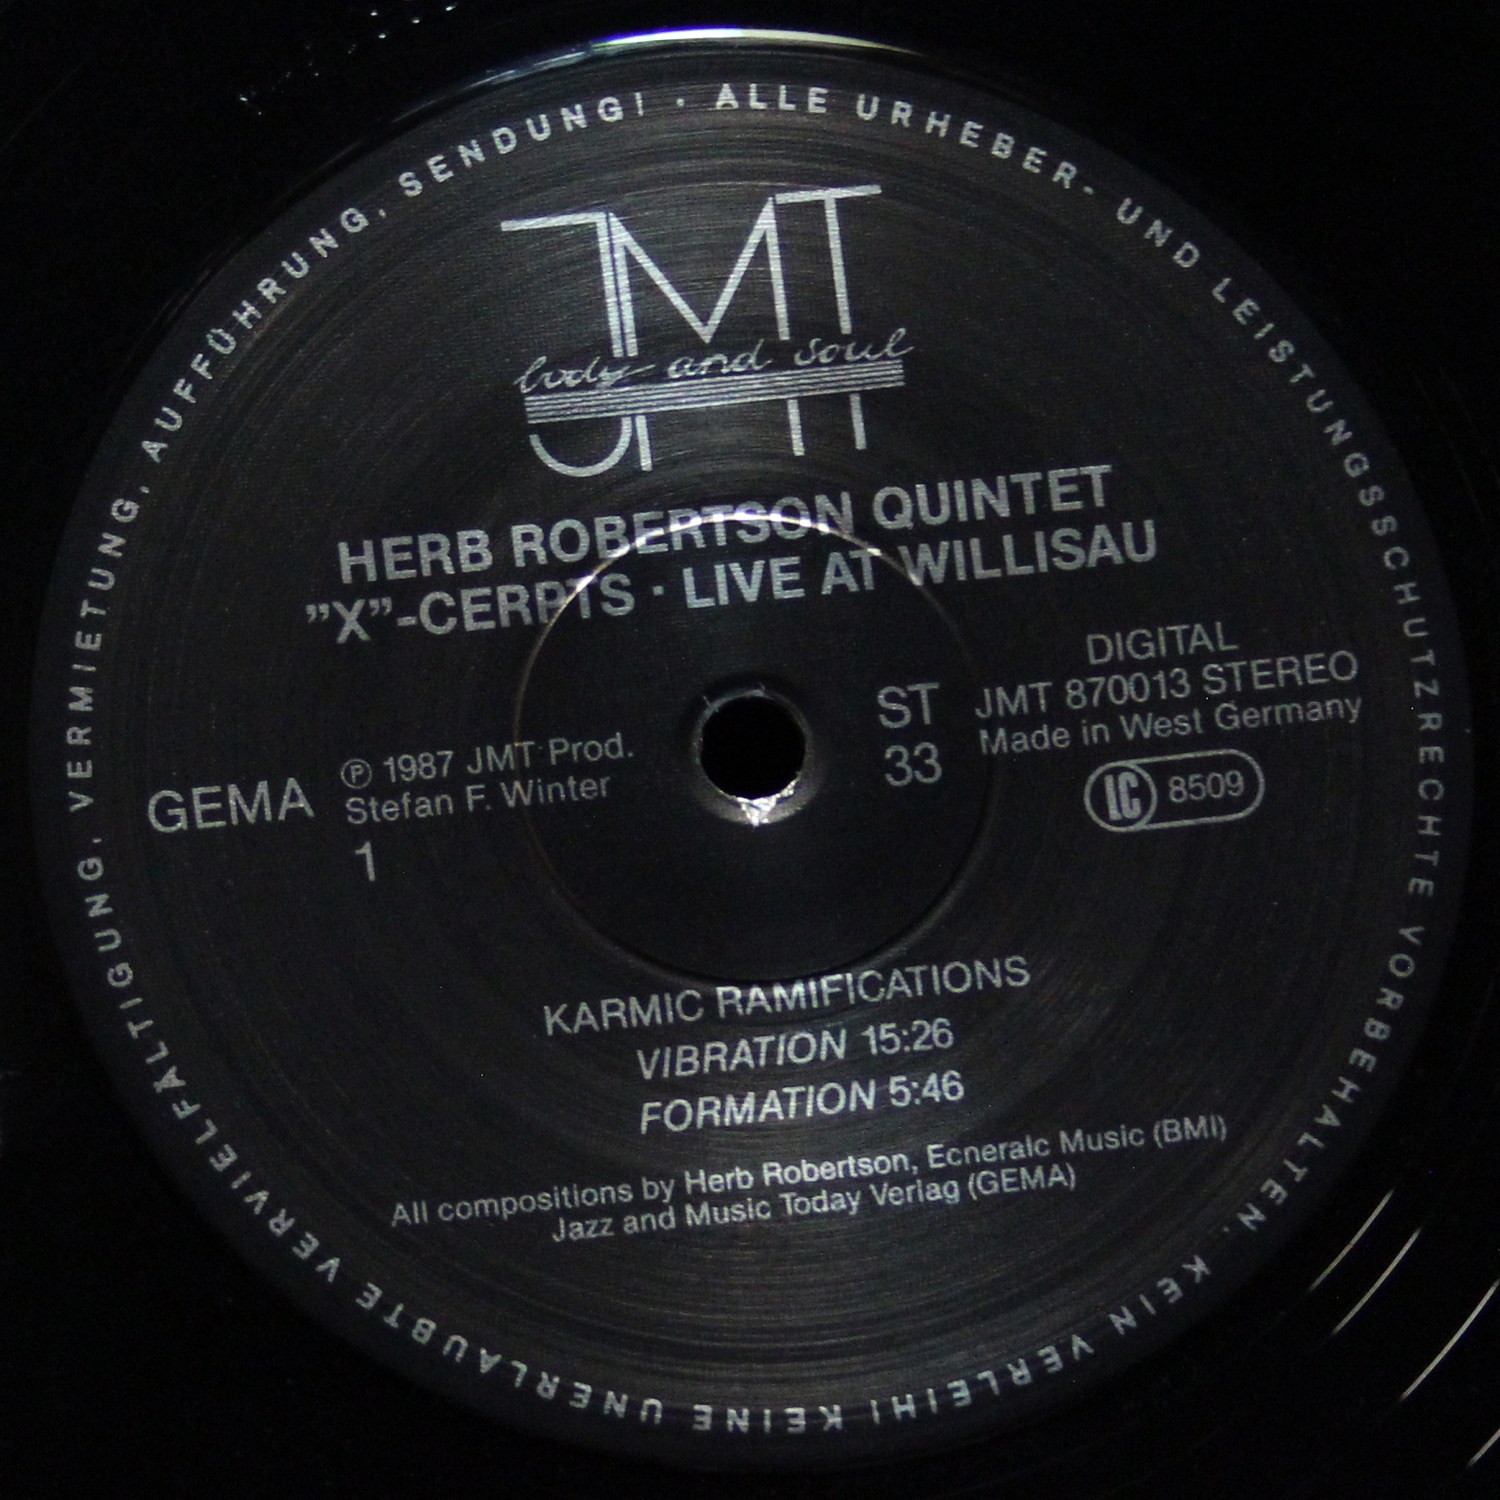 ALLE URHEBER- UND LEISTUNGSSCHUTZRECHTE VORBEHALTEN. KEIN VERLEIH! KEINE UNERLAUBTE VERVIELFÄLTIGUNG, VERMIETUNG, AUFFÜHRUNG, SENDUNG! ·
JMT
body and soul
HERB ROBERTSON QUINTET
"X"-CERPTS · LIVE AT WILLISAU
DIGITAL
ST JMT 870013 STEREO
33 Made in West Germany
LC 8509
GEMA
℗ 1987 JMT Prod.
Stefan F. Winter
1
KARMIC RAMIFICATIONS
VIBRATION 15:26
FORMATION 5:46
All compositions by Herb Robertson, Ecneralc Music (BMI)
Jazz and Music Today Verlag (GEMA)